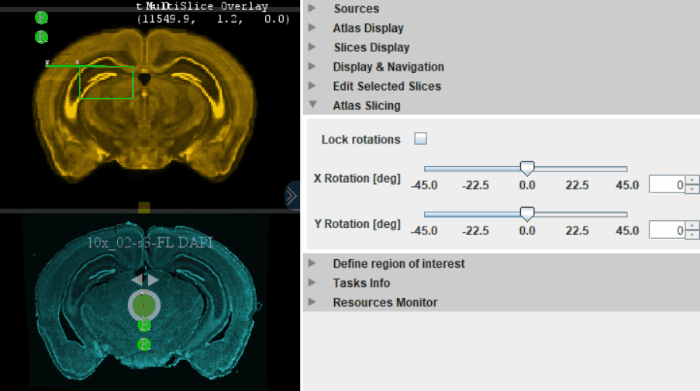 MultiSlice Overlay
(11549.9, 1.2, 0.0)
R
R
x
x
10x_02-s3-FL DAPI
R
R
Sources
Atlas Display
Slices Display
Display & Navigation
Edit Selected Slices
Atlas Slicing
Lock rotations
X Rotation [deg]
-45.0 -22.5 0.0 22.5 45.0
0
Y Rotation [deg]
-45.0 -22.5 0.0 22.5 45.0
0
Define region of interest
Tasks Info
Resources Monitor